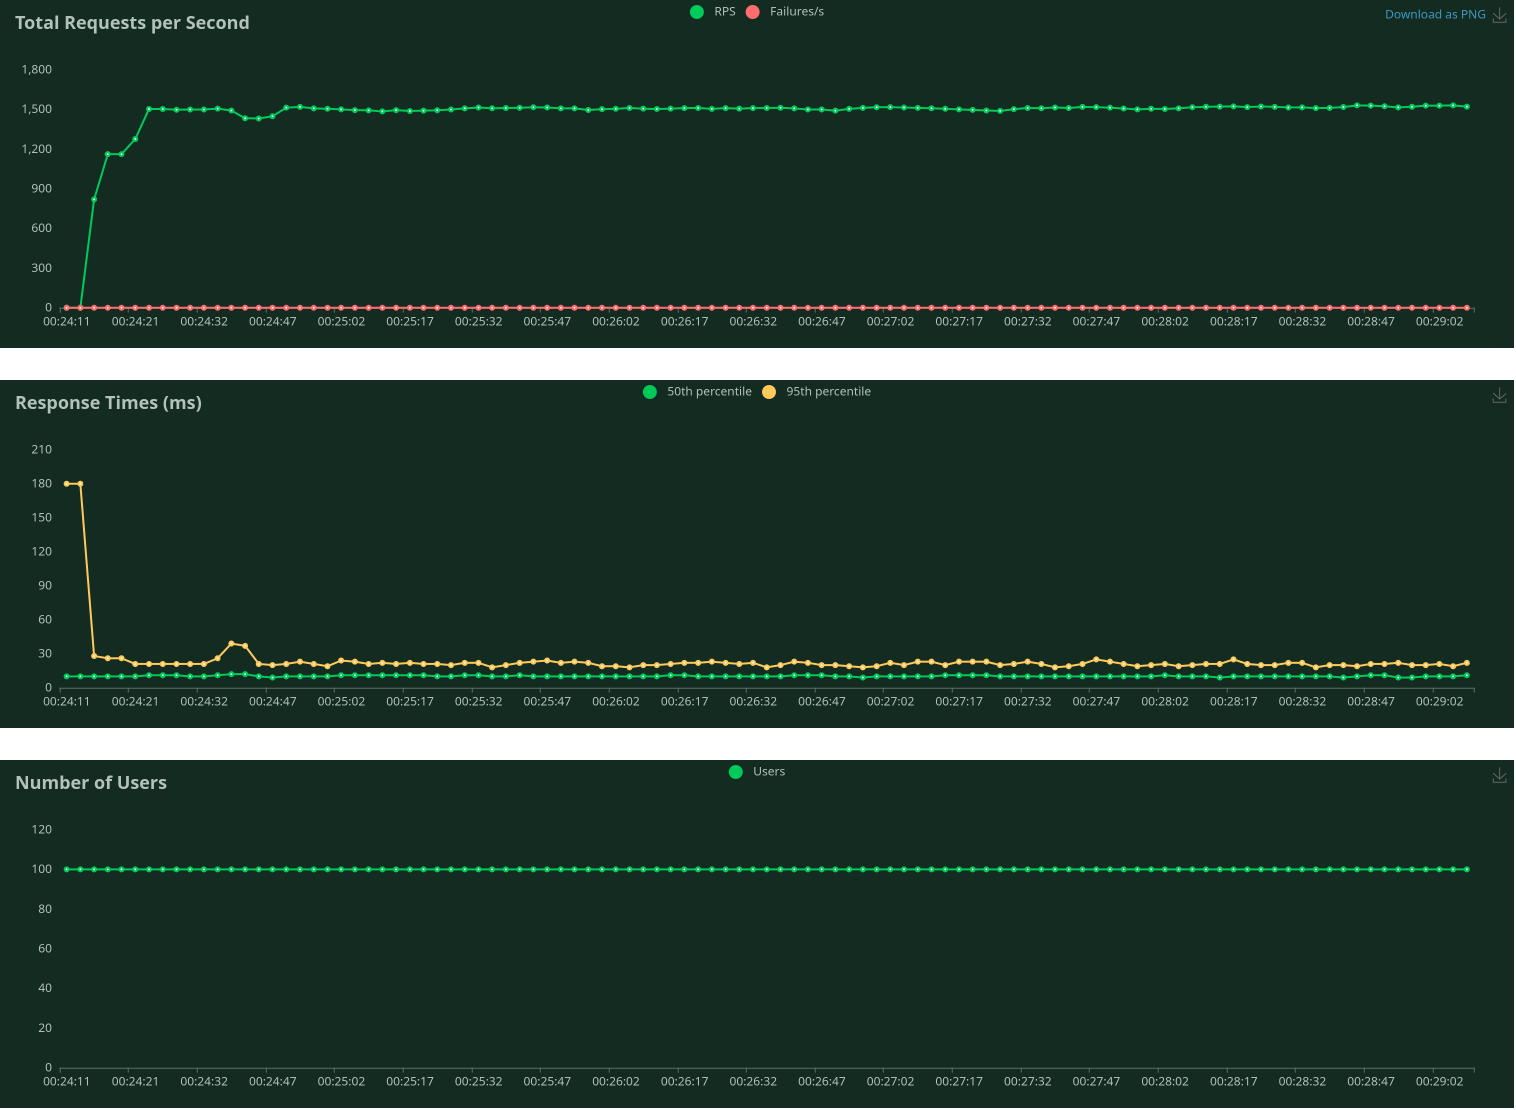 Total Requests per Second
RPS Failures/s
Download as PNG
1,800
1,500
1,200
900
600
300
0
00:24:11 00:24:21 00:24:32 00:24:47 00:25:02 00:25:17 00:25:32 00:25:47 00:26:02 00:26:17 00:26:32 00:26:47 00:27:02 00:27:17 00:27:32 00:27:47 00:28:02 00:28:17 00:28:32 00:28:47 00:29:02
Response Times (ms)
50th percentile 95th percentile
210
180
150
120
90
60
30
0
00:24:11 00:24:21 00:24:32 00:24:47 00:25:02 00:25:17 00:25:32 00:25:47 00:26:02 00:26:17 00:26:32 00:26:47 00:27:02 00:27:17 00:27:32 00:27:47 00:28:02 00:28:17 00:28:32 00:28:47 00:29:02
Number of Users
Users
120
100
80
60
40
20
0
00:24:11 00:24:21 00:24:32 00:24:47 00:25:02 00:25:17 00:25:32 00:25:47 00:26:02 00:26:17 00:26:32 00:26:47 00:27:02 00:27:17 00:27:32 00:27:47 00:28:02 00:28:17 00:28:32 00:28:47 00:29:02